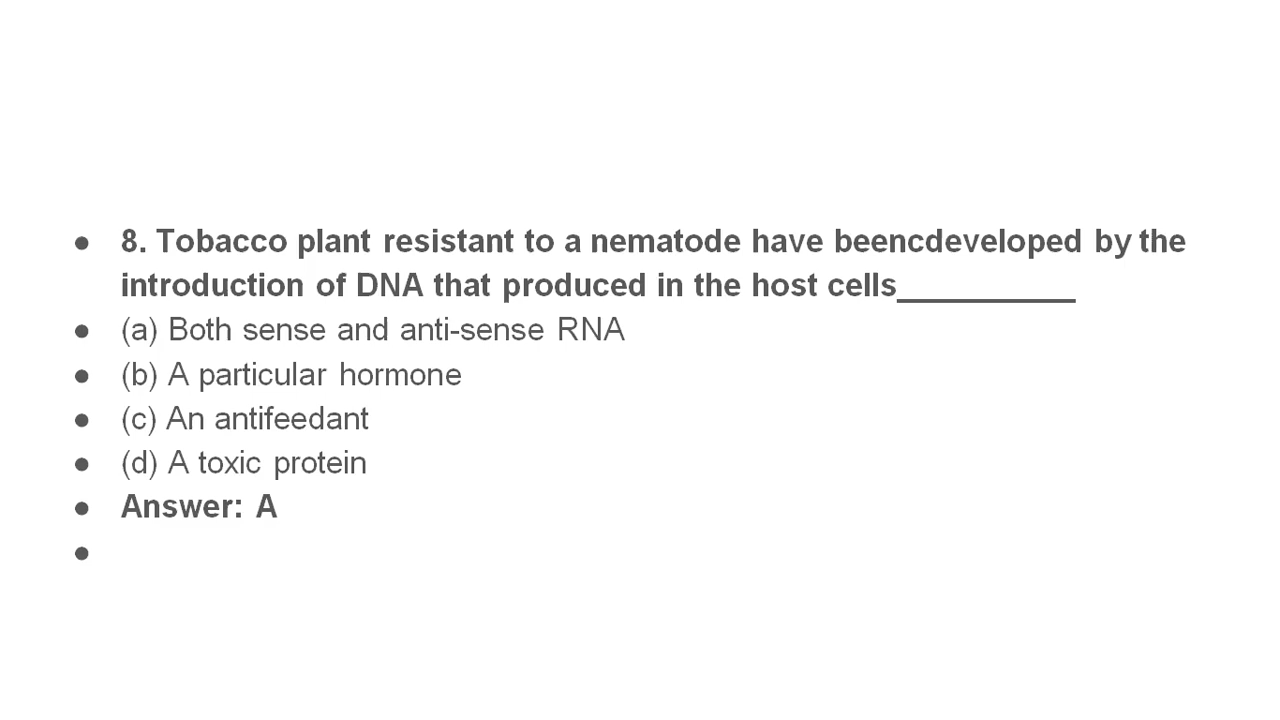 ● 8. Tobacco plant resistant to a nematode have beencdeveloped by the
introduction of DNA that produced in the host cells__________
● (a) Both sense and anti-sense RNA
● (b) A particular hormone
● (c) An antifeedant
● (d) A toxic protein
● Answer: A
●